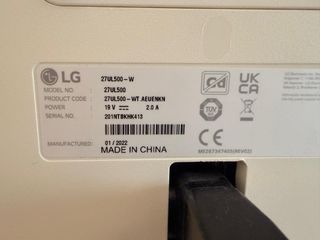 LG
27UL500-W
MODEL NO. : 27UL500
PRODUCT CODE : 27UL500-WT.AEUENKN
POWER : 19 V 2.0 A
SERIAL NO. : 201NTBKHK413
MANUFACTURED: 01 / 2022
MADE IN CHINA
UK
CA
TÜV
CE